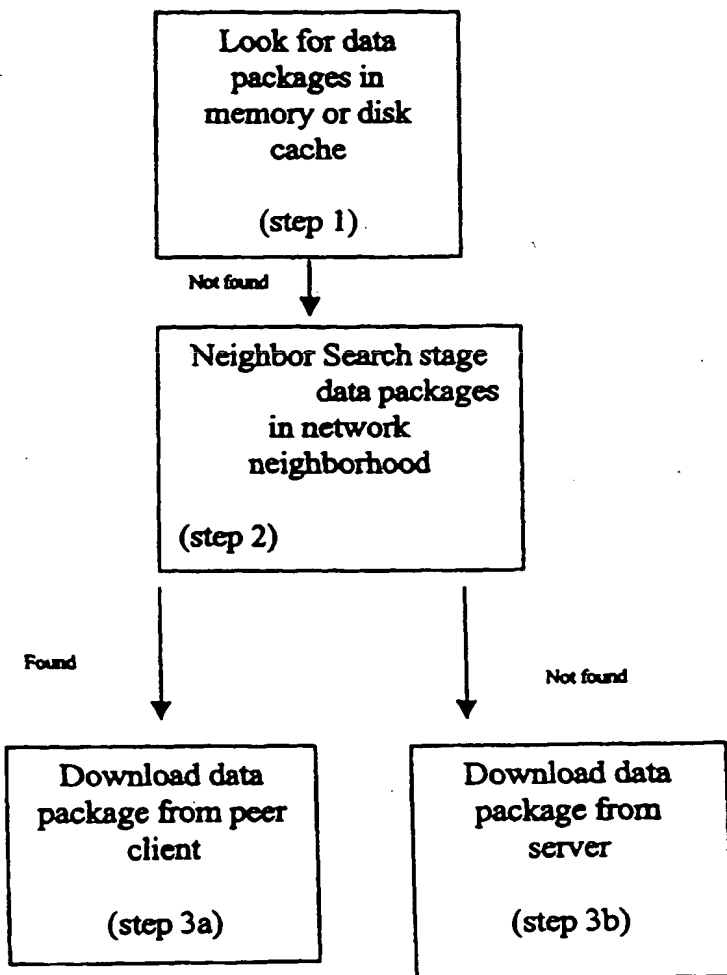 Look for data
packages in
memory or disk
cache
(step 1)
Not found
Neighbor Search stage
data packages
in network
neighborhood
(step 2)
Found
Not found
Download data
package from peer
client
(step 3a)
Download data
package from
server
(step 3b)